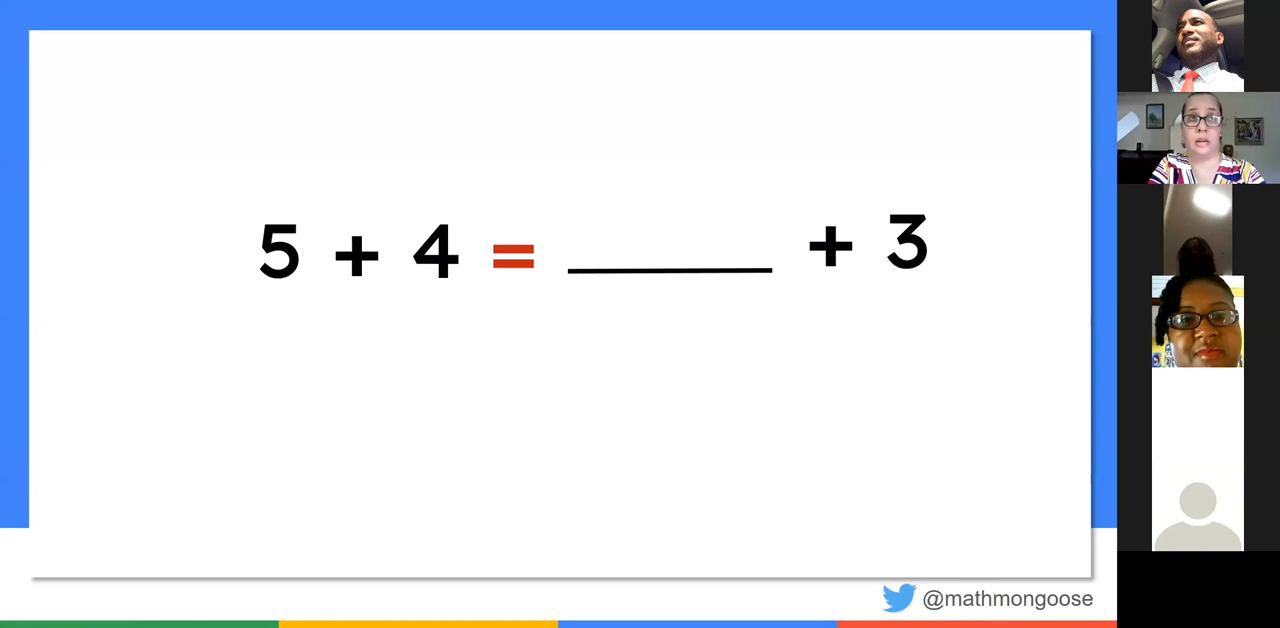 5 + 4 = ______ + 3
@mathmongoose